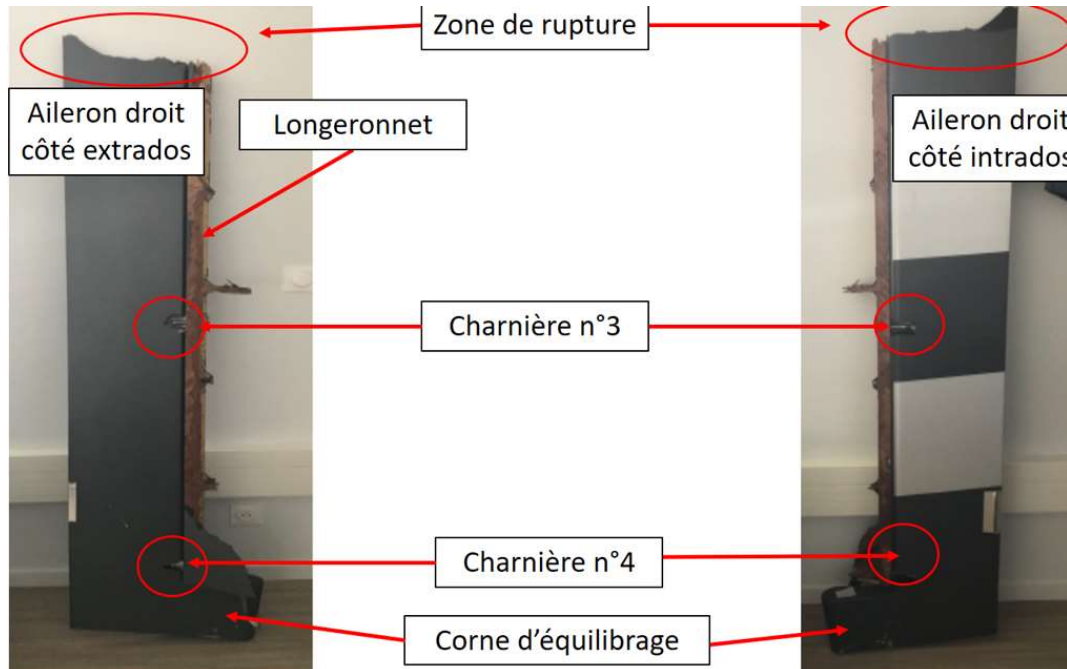 Zone de rupture
Aileron droit
côté extrados
Longeronnet
Aileron droit
côté intrados
Charnière n°3
Charnière n°4
Corne d'équilibrage